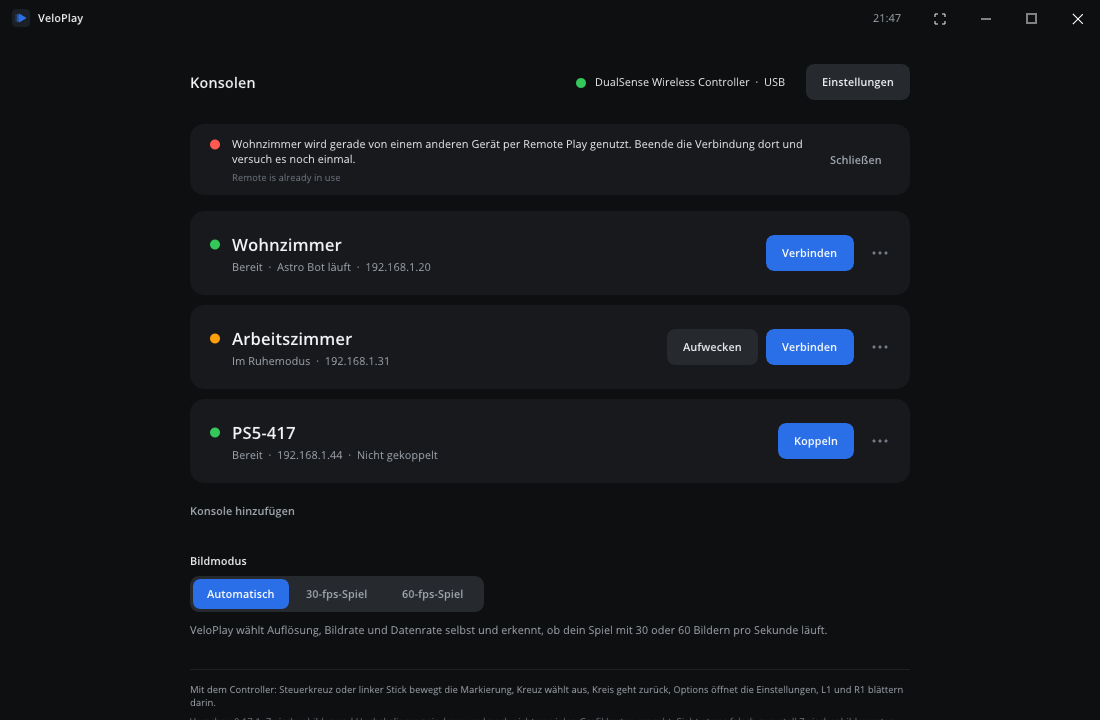 VeloPlay
21:47
Konsolen
DualSense Wireless Controller · USB
Einstellungen
Wohnzimmer wird gerade von einem anderen Gerät per Remote Play genutzt. Beende die Verbindung dort und
versuch es noch einmal.
Remote is already in use
Schließen
Wohnzimmer
Bereit · Astro Bot läuft · 192.168.1.20
Verbinden
Arbeitszimmer
Im Ruhemodus · 192.168.1.31
Aufwecken
Verbinden
PS5-417
Bereit · 192.168.1.44 · Nicht gekoppelt
Koppeln
Konsole hinzufügen
Bildmodus
Automatisch
30-fps-Spiel
60-fps-Spiel
VeloPlay wählt Auflösung, Bildrate und Datenrate selbst und erkennt, ob dein Spiel mit 30 oder 60 Bildern pro Sekunde läuft.
Mit dem Controller: Steuerkreuz oder linker Stick bewegt die Markierung, Kreuz wählt aus, Kreis geht zurück, Options öffnet die Einstellungen, L1 und R1 blättern
darin.